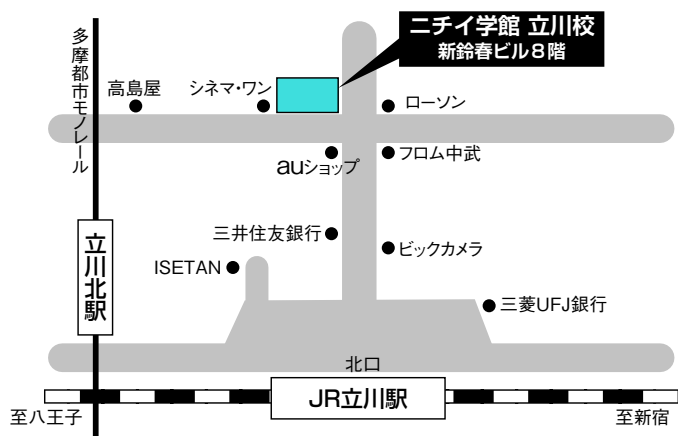 ニチイ学館 立川校
新鈴春ビル8階
多摩都市モノレール
高島屋
シネマ・ワン
ローソン
auショップ
フロム中武
三井住友銀行
ビックカメラ
立川北駅
ISETAN
三菱UFJ銀行
北口
JR立川駅
至八王子
至新宿